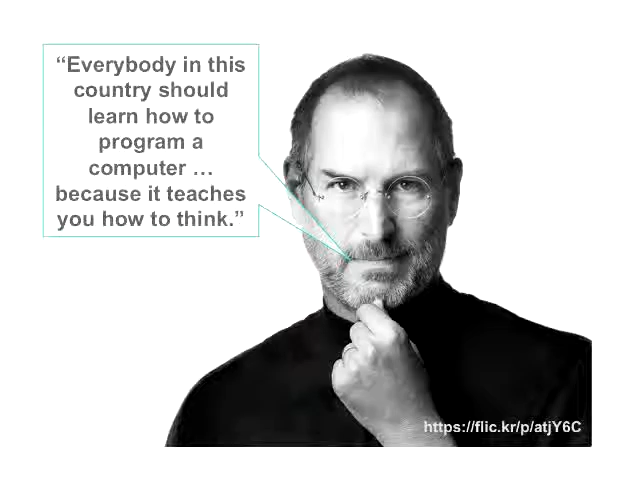 “Everybody in this
country should
learn how to
program a
computer …
because it teaches
you how to think.”
https://flic.kr/p/atjY6C